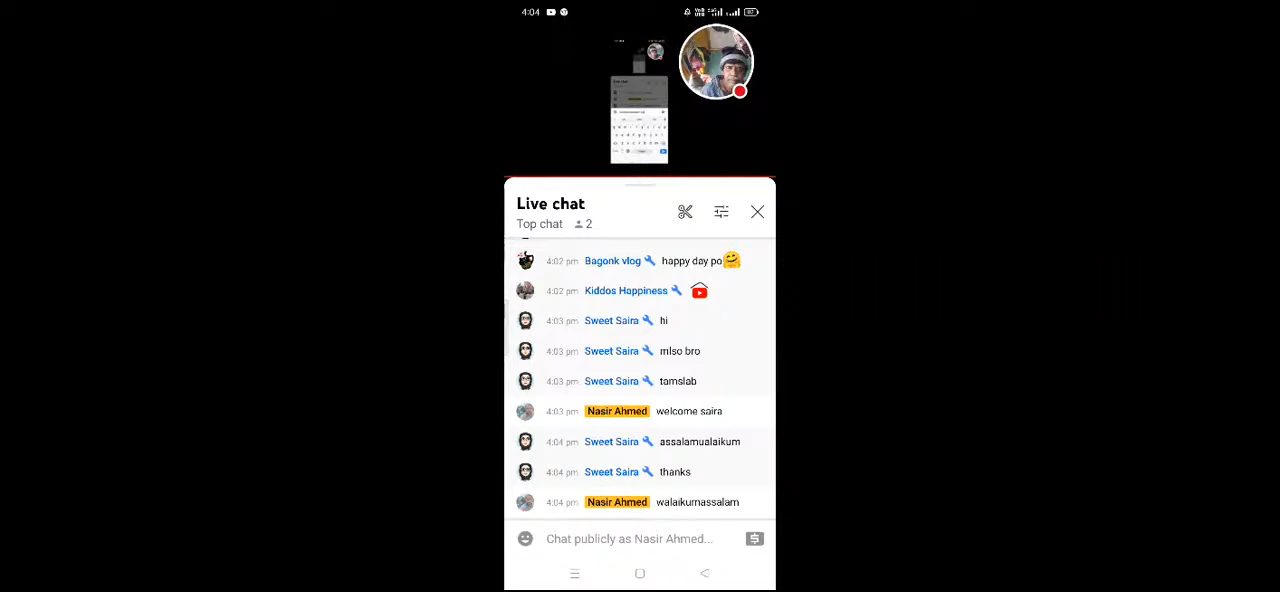 4:04
Live chat
Top chat 2
4:02 pm Bagonk vlog happy day po
4:02 pm Kiddos Happiness
4:03 pm Sweet Saira hi
4:03 pm Sweet Saira mlso bro
4:03 pm Sweet Saira tamslab
4:03 pm Nasir Ahmed welcome saira
4:04 pm Sweet Saira assalamualaikum
4:04 pm Sweet Saira thanks
4:04 pm Nasir Ahmed walaikumassalam
Chat publicly as Nasir Ahmed...